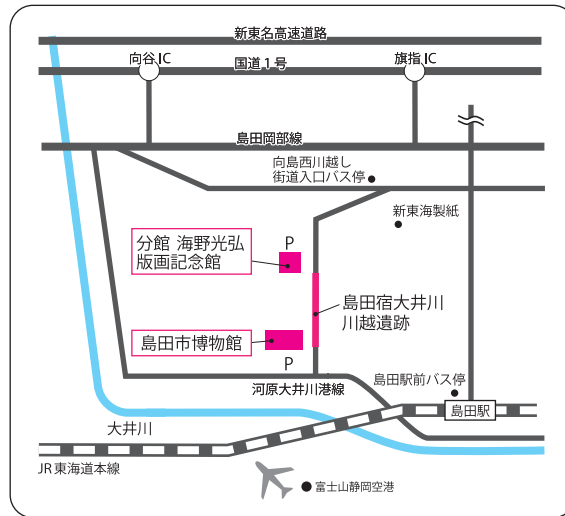 新東名高速道路
向谷IC
国道1号
旗指IC
島田岡部線
向島西川越し
街道入口バス停
新東海製紙
P
分館 海野光弘
版画記念館
島田宿大井川
川越遺跡
島田市博物館
P
河原大井川港線
島田駅前バス停
島田駅
大井川
JR東海道本線
富士山静岡空港